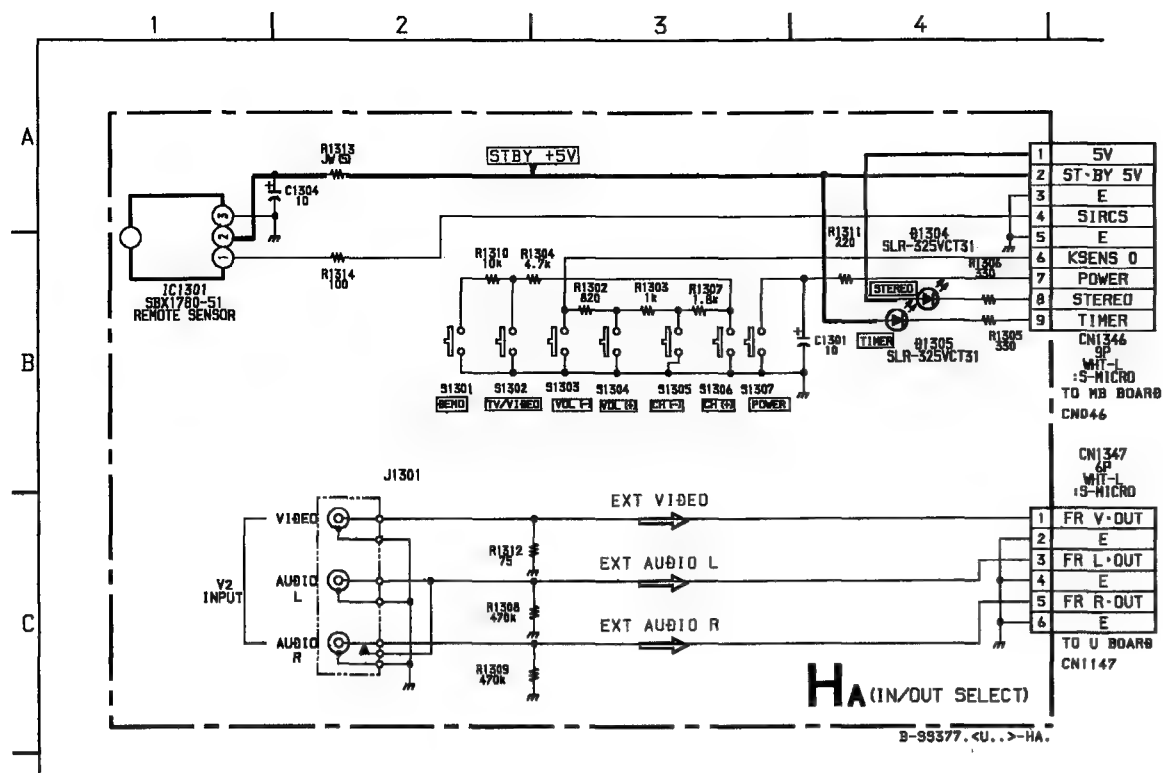 1 2 3 4
A
B
C
R1313
JW (5)
STBY +5V
C1304
10
3
2
1
IC1301
SBX1780-51
REMOTE SENSOR
R1314
100
R1310
10k
R1304
4.7k
R1302
820
R1303
1k
R1307
1.8k
R1311
220
D1304
SLR-325VCT31
R1306
330
STEREO
TIMER
D1305
SLR-325VCT31
R1305
330
C1301
10
S1301
DEMO
S1302
TV/VIDEO
S1303
VOL (-)
S1304
VOL (+)
S1305
CH (-)
S1306
CH (+)
S1307
POWER
1 5V
2 ST-BY 5V
3 E
4 SIRCS
5 E
6 KSENS 0
7 POWER
8 STEREO
9 TIMER
CN1346
9P
WHT-L
:S-MICRO
TO MB BOARD
CN046
J1301
V2
INPUT
VIDEO
AUDIO
L
AUDIO
R
R1312
75
R1308
470k
R1309
470k
EXT VIDEO
EXT AUDIO L
EXT AUDIO R
CN1347
6P
WHT-L
:S-MICRO
1 FR V-OUT
2 E
3 FR L-OUT
4 E
5 FR R-OUT
6 E
TO U BOARD
CN1147
HA (IN/OUT SELECT)
B-SS377.<U..>-HA.